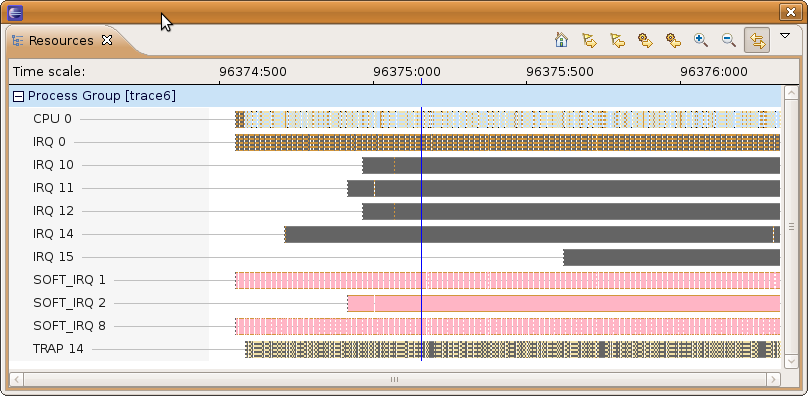 Resources
Time scale: 96374:500 96375:000 96375:500 96376:000
Process Group [trace6]
CPU 0
IRQ 0
IRQ 10
IRQ 11
IRQ 12
IRQ 14
IRQ 15
SOFT_IRQ 1
SOFT_IRQ 2
SOFT_IRQ 8
TRAP 14